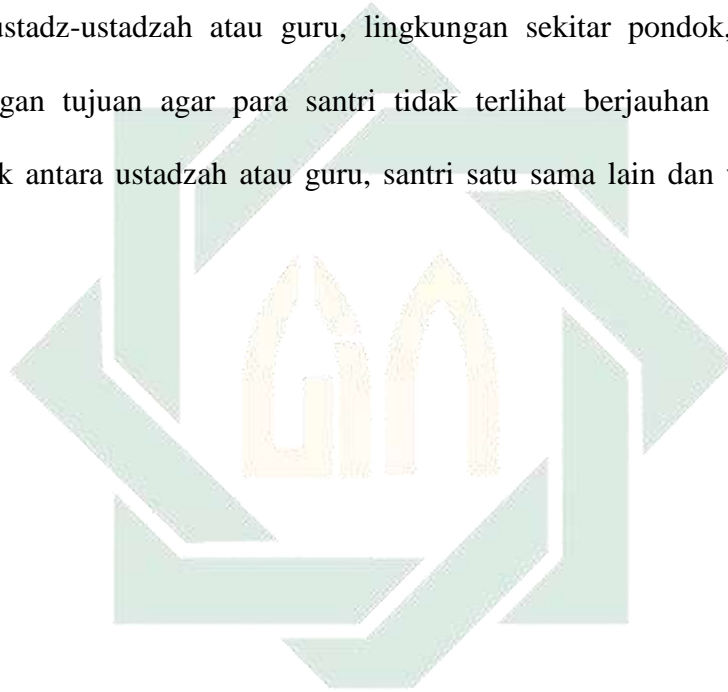 ustadz-ustadzah atau guru, lingkungan sekitar pondok,
gan tujuan agar para santri tidak terlihat berjauhan
k antara ustadzah atau guru, santri satu sama lain dan